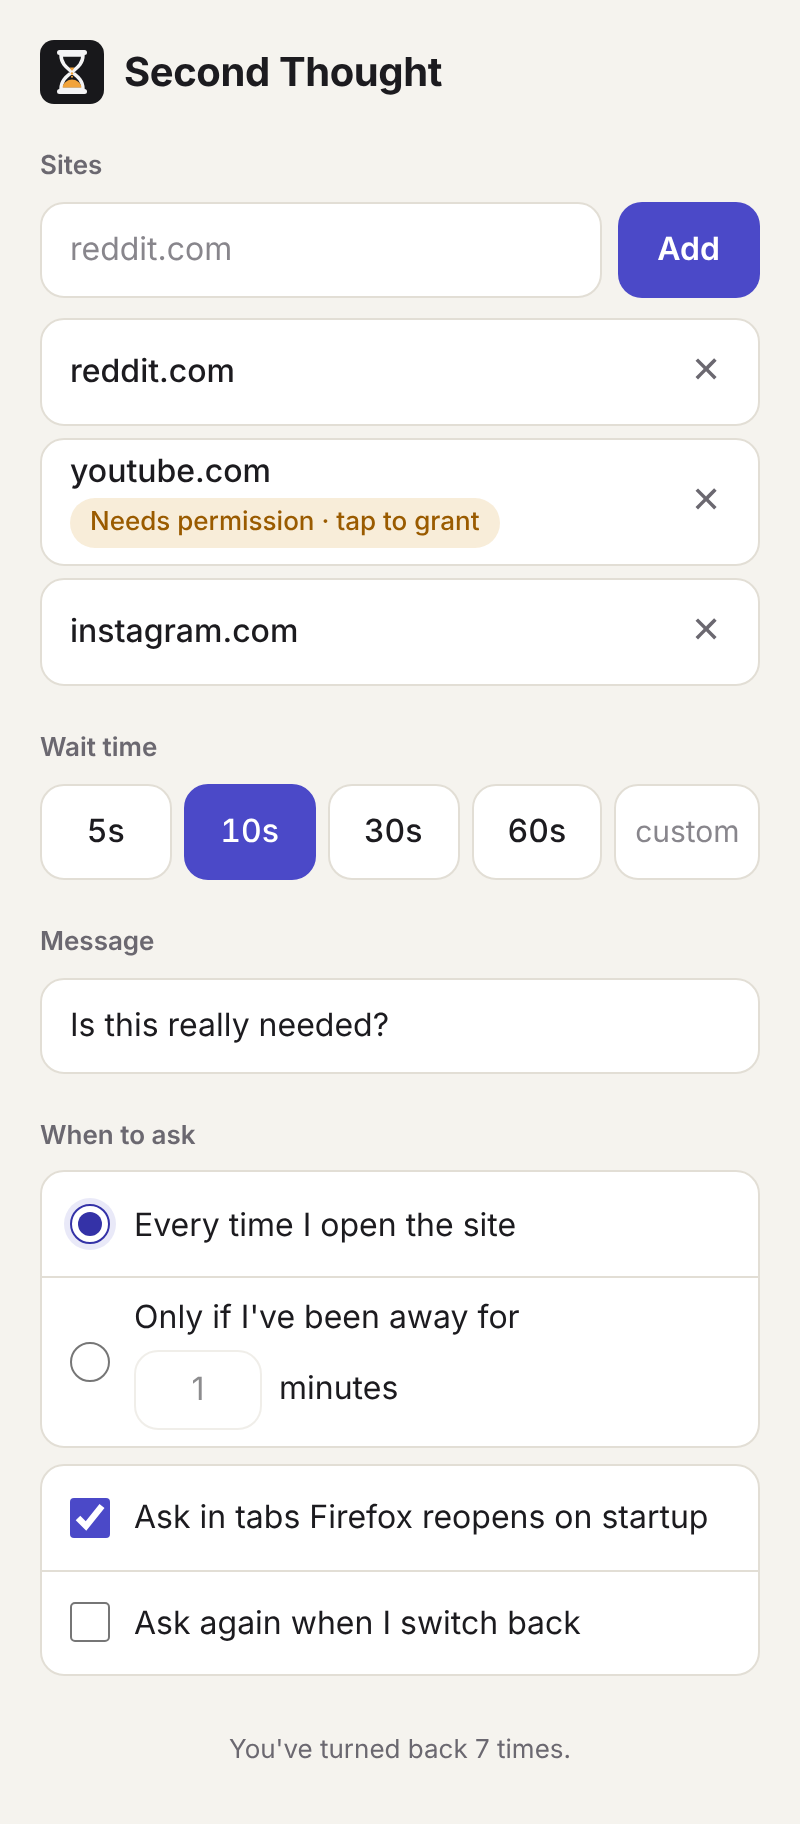 Second Thought
Sites
reddit.com
Add
reddit.com
youtube.com
Needs permission · tap to grant
instagram.com
Wait time
5s 10s 30s 60s custom
Message
Is this really needed?
When to ask
Every time I open the site
Only if I've been away for
1 minutes
Ask in tabs Firefox reopens on startup
Ask again when I switch back
You've turned back 7 times.